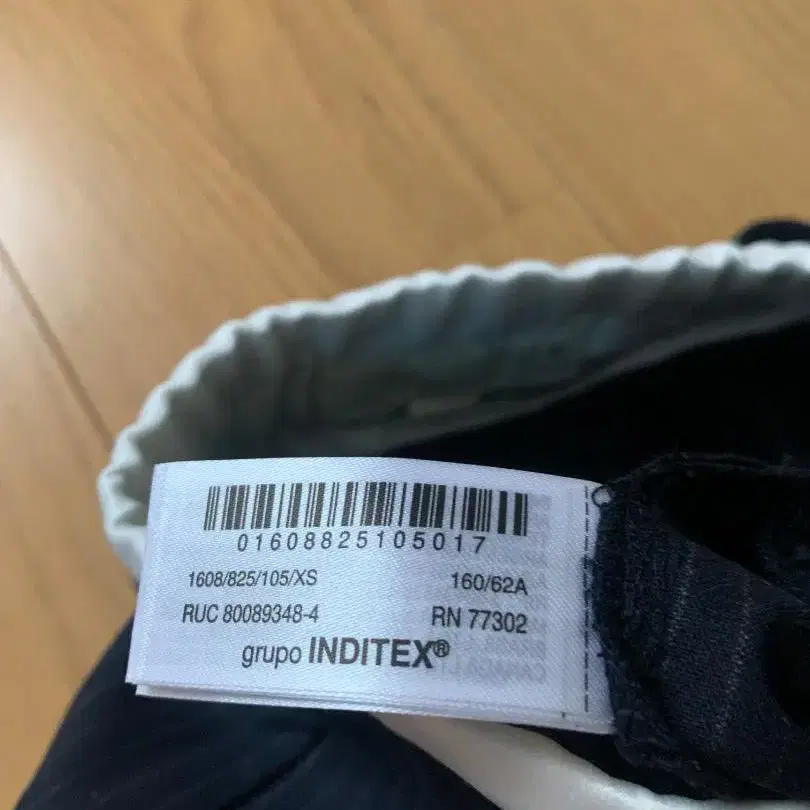 01608825105017
1608/825/105/XS 160/62A
RUC 80089348-4 RN 77302
grupo INDITEX®